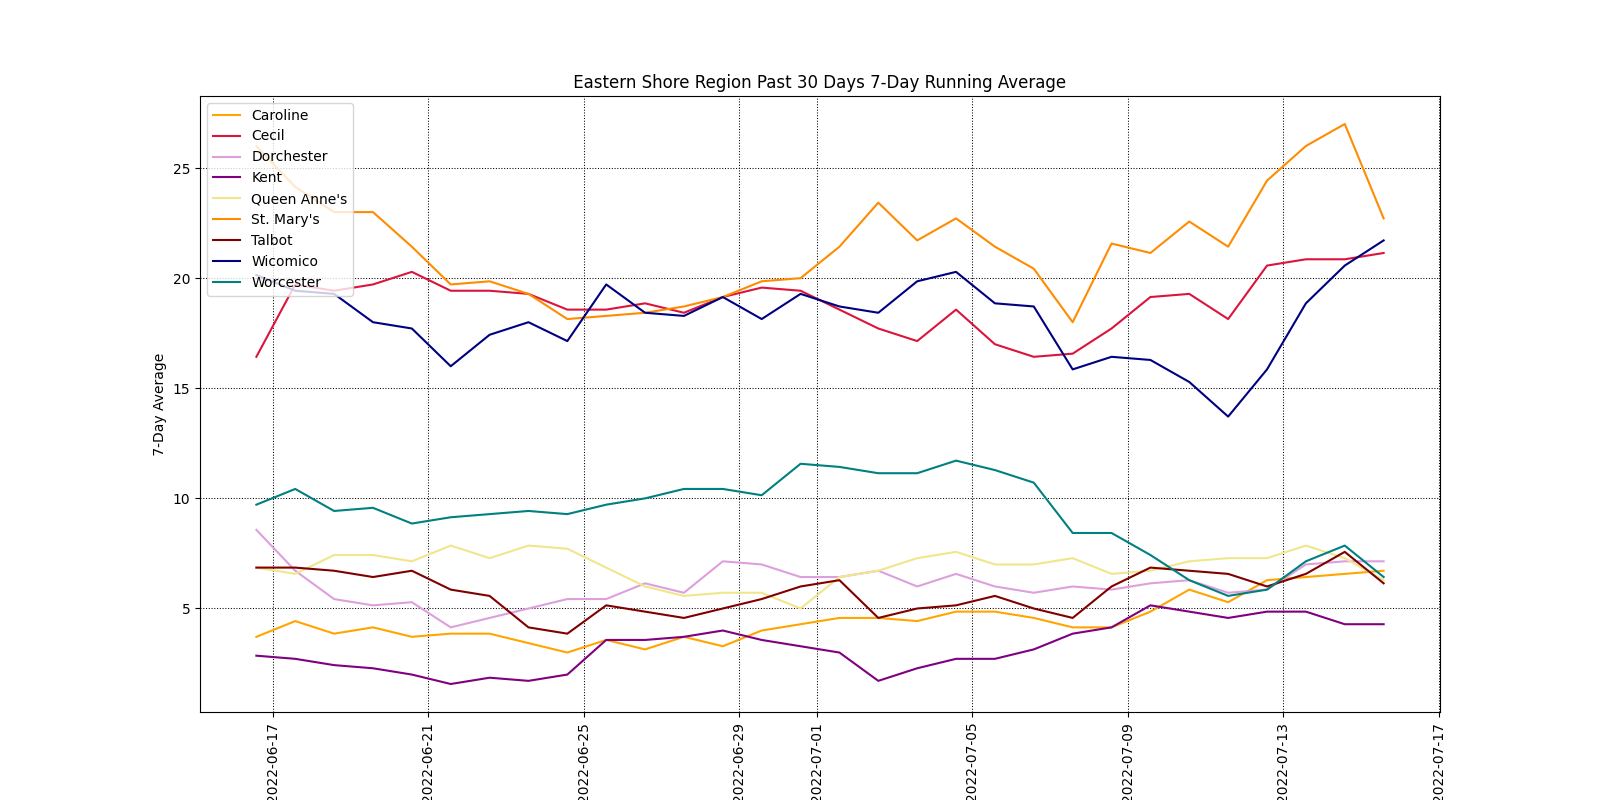 Eastern Shore Region Past 30 Days 7-Day Running Average
Caroline
Cecil
Dorchester
Kent
Queen Anne's
St. Mary's
Talbot
Wicomico
Worcester
7-Day Average
25
20
15
10
5
2022-06-17
2022-06-21
2022-06-25
2022-06-29
2022-07-01
2022-07-05
2022-07-09
2022-07-13
2022-07-17